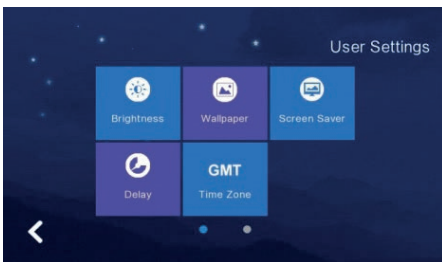 User Settings
Brightness
Wallpaper
Screen Saver
Delay
GMT
Time Zone